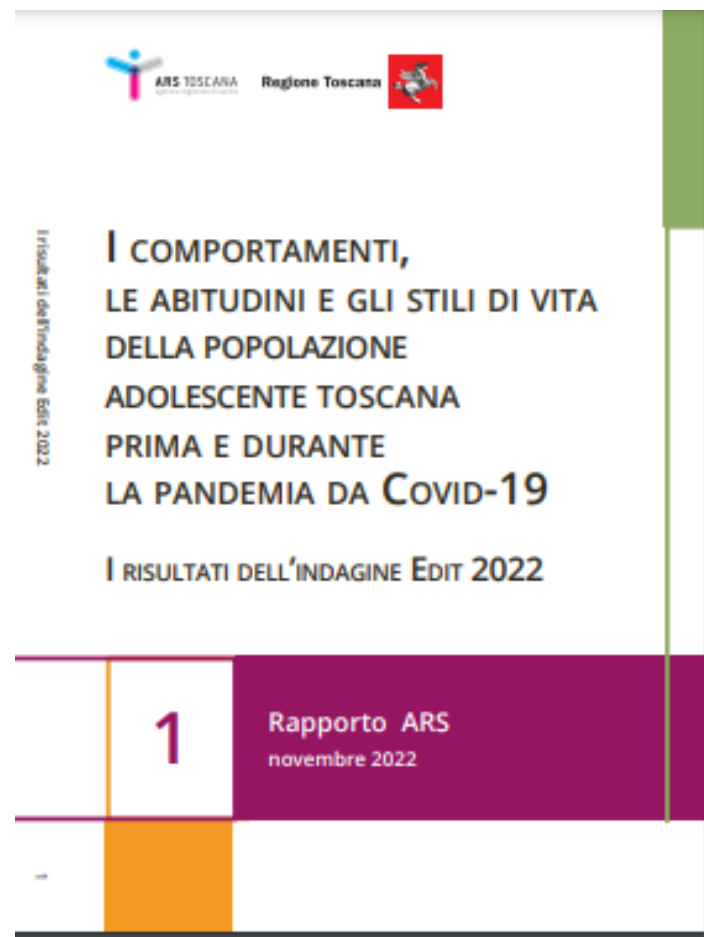 ARS TOSCANA
Regione Toscana
I COMPORTAMENTI,
LE ABITUDINI E GLI STILI DI VITA
DELLA POPOLAZIONE
ADOLESCENTE TOSCANA
PRIMA E DURANTE
LA PANDEMIA DA COVID-19
I RISULTATI DELL'INDAGINE EDIT 2022
1
Rapporto ARS
novembre 2022
I risultati dell'indagine Edit 2022
1